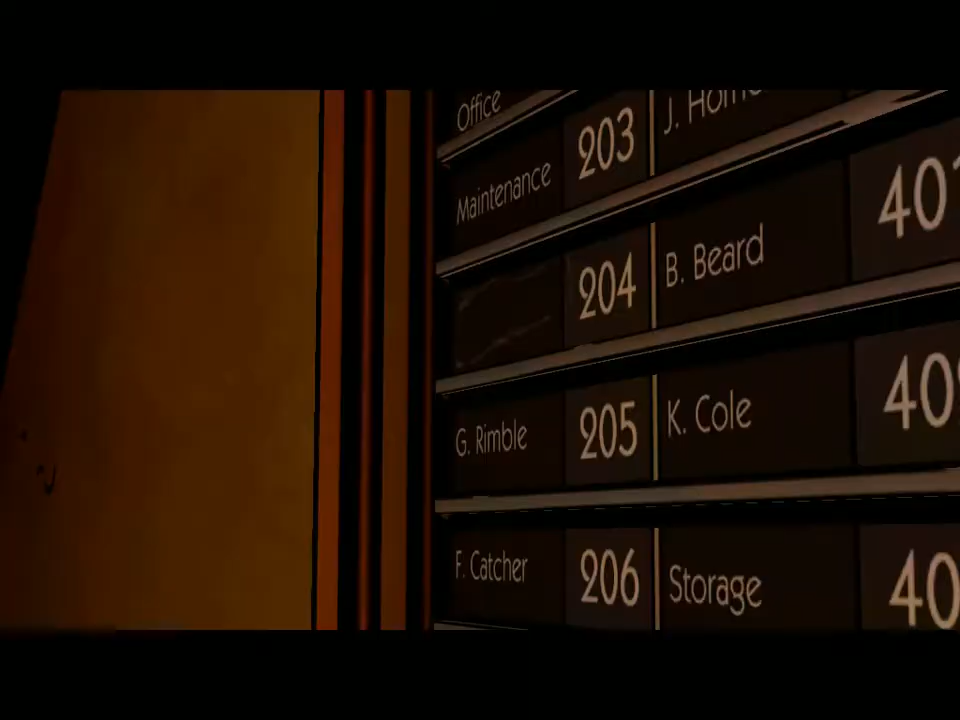 Office
Maintenance 203 J.
204 B. Beard
G. Rimble 205 K. Cole
F. Catcher 206 Storage